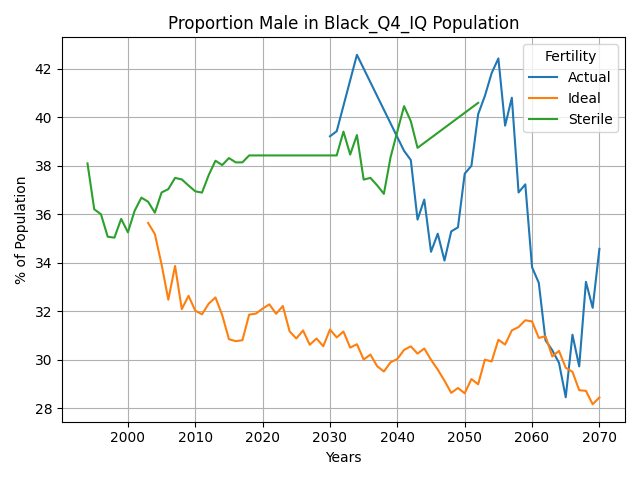 Proportion Male in Black_Q4_IQ Population
% of Population
42
40
38
36
34
32
30
28
Fertility
Actual
Ideal
Sterile
2000
2010
2020
2030
2040
2050
2060
2070
Years